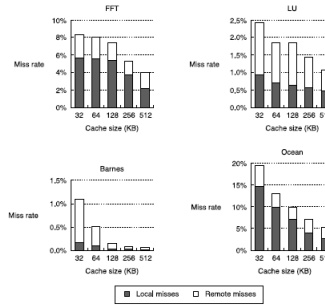 FFT
10%
8%
6%
4%
2%
0%
Miss rate
32 64 128 256 512
Cache size (KB)
LU
2,5%
2,0%
1,5%
1,0%
0,5%
0,0%
Miss rate
32 64 128 256 51
Cache size (KB)
Barnes
1,5%
1,0%
0,5%
0,0%
Miss rate
32 64 128 256 512
Cache size (KB)
Ocean
20%
15%
10%
5%
0%
Miss rate
32 64 128 256 51
Cache size (KB)
Local misses
Remote misses